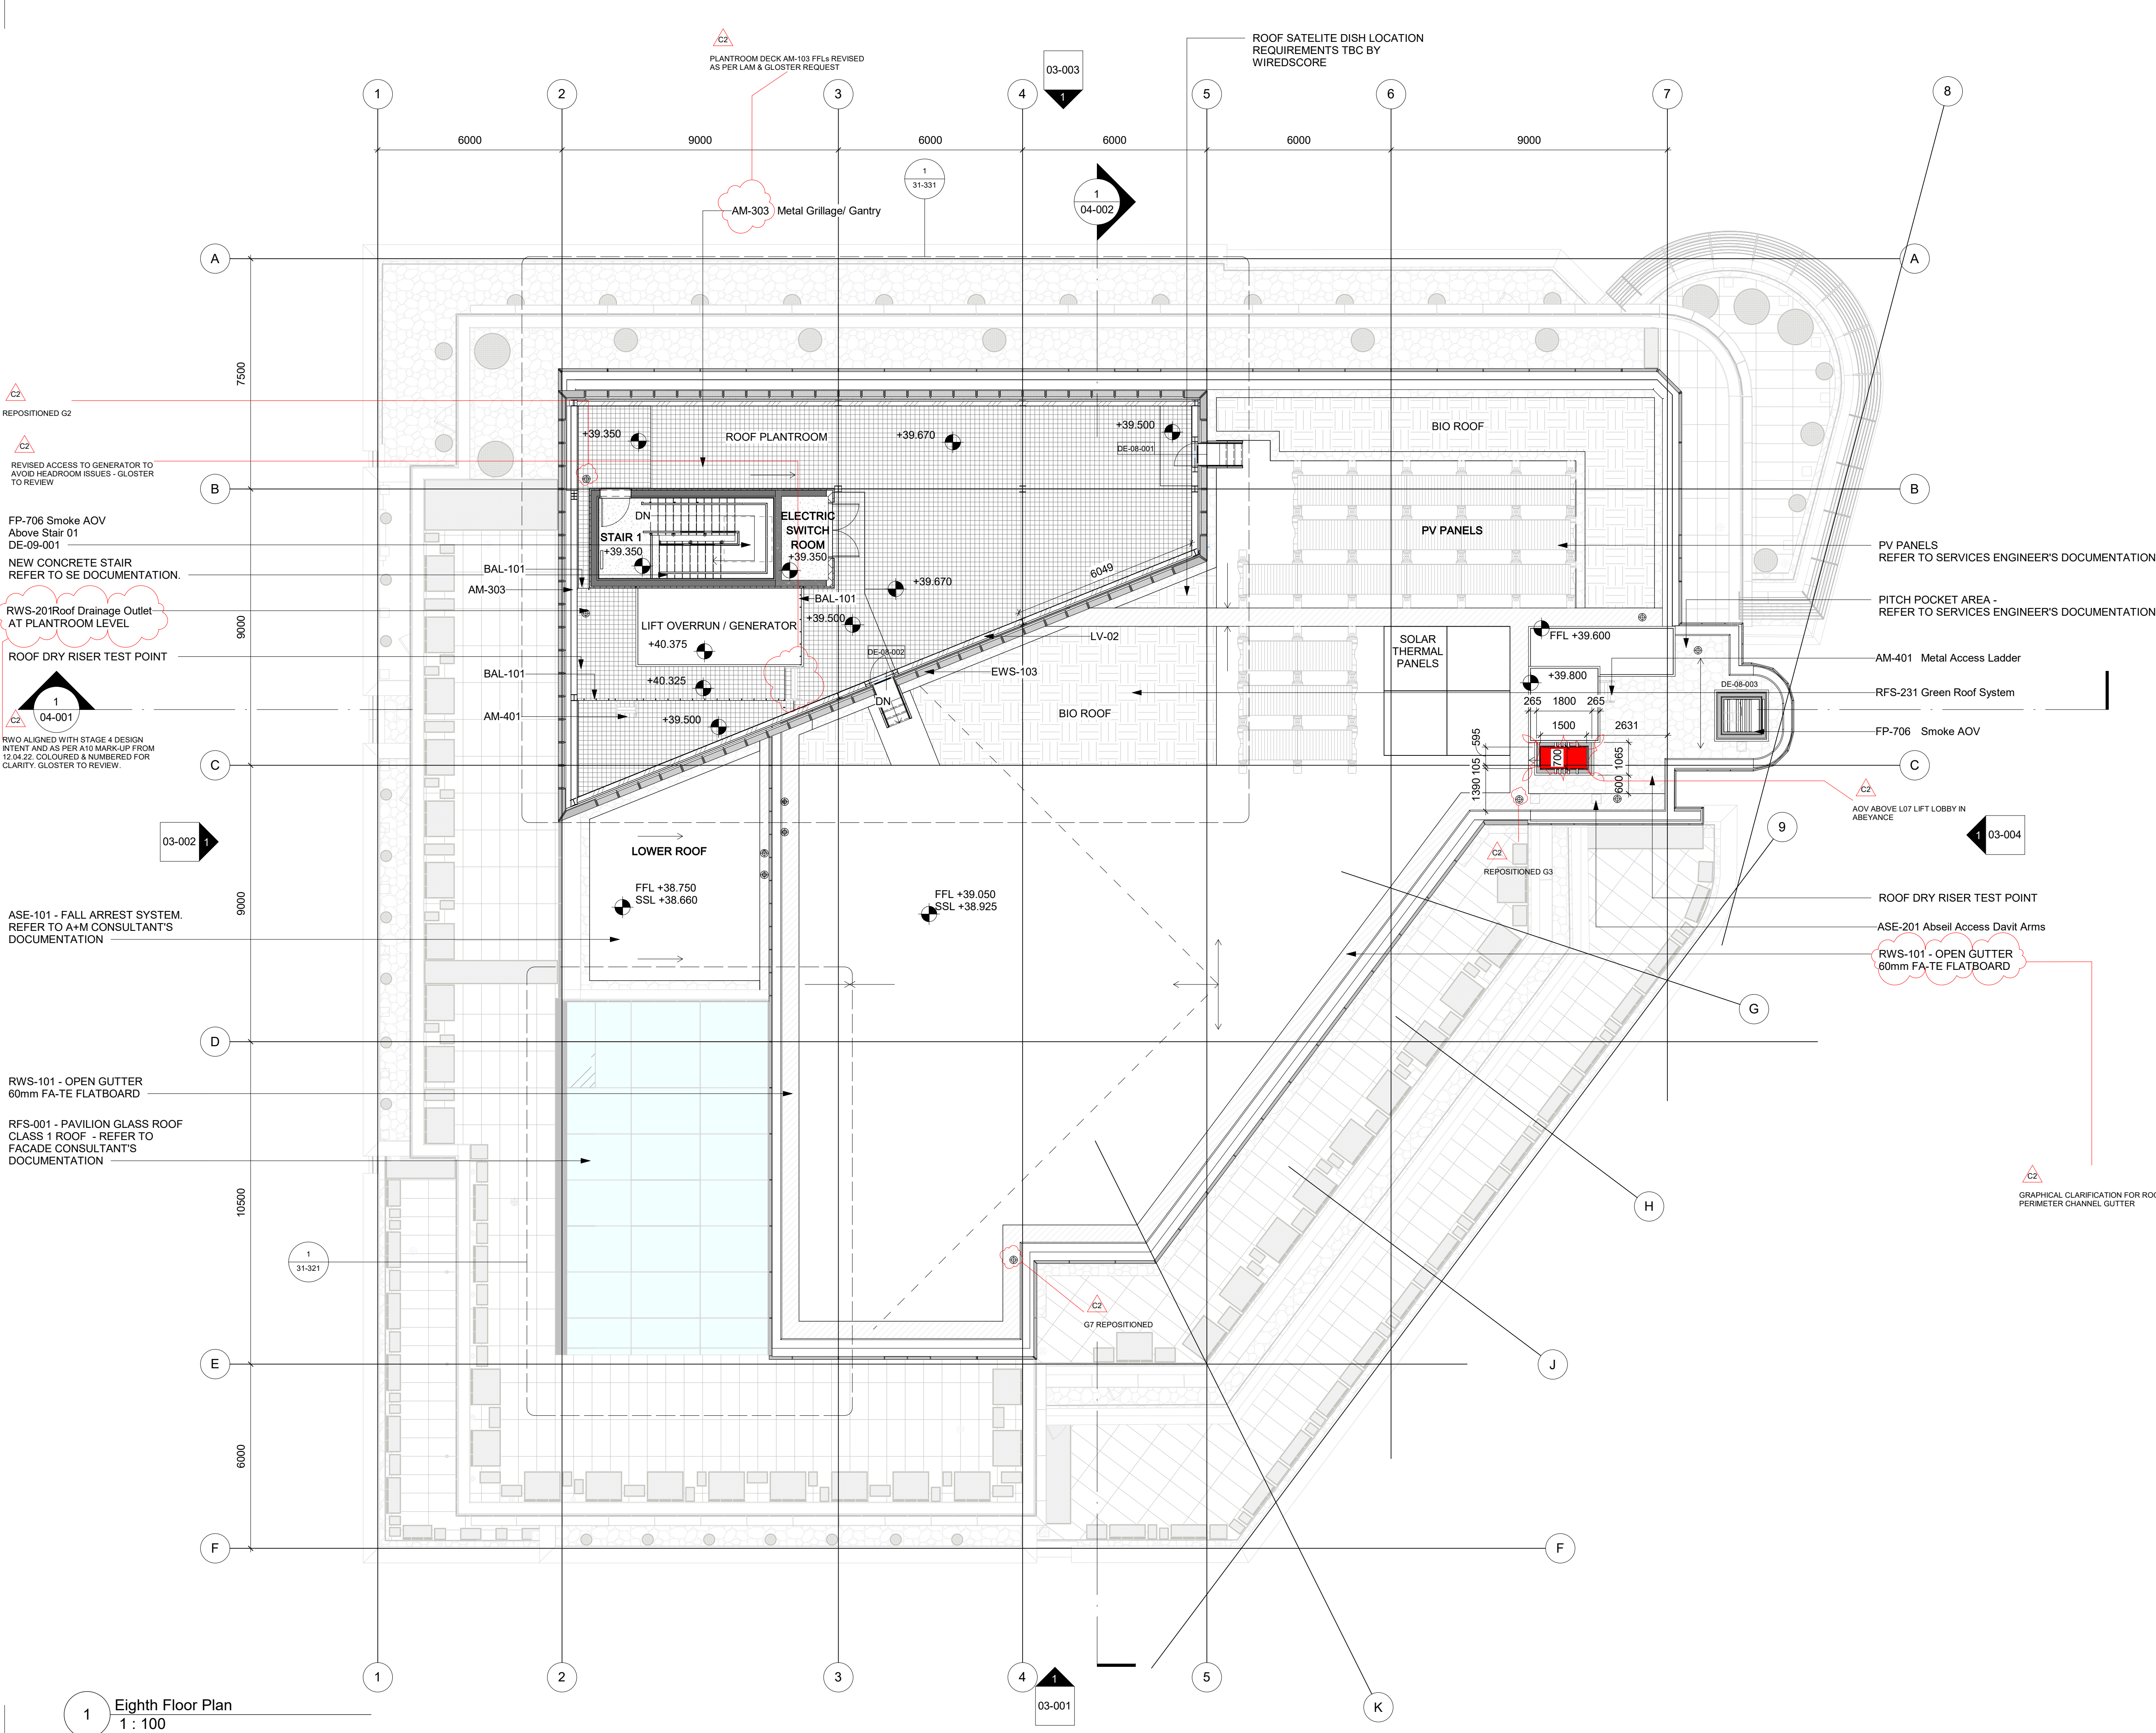 C2
PLANTROOM DECK AM-103 FFLs REVISED
AS PER LAM & GLOSTER REQUEST
03-003
1
ROOF SATELITE DISH LOCATION
REQUIREMENTS TBC BY
WIREDSCORE
1
2
3
4
5
6
7
8
6000
9000
6000
6000
6000
9000
1
31-331
1
04-002
AM-303 Metal Grillage/ Gantry
A
A
7500
C2
REPOSITIONED G2
C2
REVISED ACCESS TO GENERATOR TO
AVOID HEADROOM ISSUES - GLOSTER
TO REVIEW
+39.350
ROOF PLANTROOM
+39.670
+39.500
DE-08-001
BIO ROOF
B
B
FP-706 Smoke AOV
Above Stair 01
DE-09-001
NEW CONCRETE STAIR
REFER TO SE DOCUMENTATION.
RWS-201Roof Drainage Outlet
AT PLANTROOM LEVEL
ROOF DRY RISER TEST POINT
1
04-001
C2
RWO ALIGNED WITH STAGE 4 DESIGN
INTENT AND AS PER A10 MARK-UP FROM
12.04.22. COLOURED & NUMBERED FOR
CLARITY. GLOSTER TO REVIEW.
9000
DN
STAIR 1
+39.350
ELECTRIC
SWITCH
ROOM
+39.350
BAL-101
AM-303
BAL-101
+39.670
6049
LIFT OVERRUN / GENERATOR
+39.500
+40.375
DE-08-002
LV-02
EWS-103
BAL-101
+40.325
AM-401
+39.500
DN
BIO ROOF
PV PANELS
PV PANELS
REFER TO SERVICES ENGINEER'S DOCUMENTATION
PITCH POCKET AREA -
REFER TO SERVICES ENGINEER'S DOCUMENTATION
SOLAR
THERMAL
PANELS
FFL +39.600
+39.800
AM-401 Metal Access Ladder
DE-08-003
RFS-231 Green Roof System
FP-706 Smoke AOV
265
1800
265
1500
2631
595
105
1390
700
1065
600
C
C
C2
AOV ABOVE L07 LIFT LOBBY IN
ABEYANCE
03-002
1
1
03-004
9
LOWER ROOF
FFL +38.750
SSL +38.660
FFL +39.050
SSL +38.925
C2
REPOSITIONED G3
ROOF DRY RISER TEST POINT
ASE-201 Abseil Access Davit Arms
RWS-101 - OPEN GUTTER
60mm FA-TE FLATBOARD
9000
ASE-101 - FALL ARREST SYSTEM.
REFER TO A+M CONSULTANT'S
DOCUMENTATION
G
D
RWS-101 - OPEN GUTTER
60mm FA-TE FLATBOARD
RFS-001 - PAVILION GLASS ROOF
CLASS 1 ROOF - REFER TO
FACADE CONSULTANT'S
DOCUMENTATION
10500
C2
GRAPHICAL CLARIFICATION FOR
PERIMETER CHANNEL GUTTER
H
1
31-321
C2
G7 REPOSITIONED
E
J
6000
F
F
1
2
3
4
5
K
1
03-001
1
Eighth Floor Plan
1 : 100